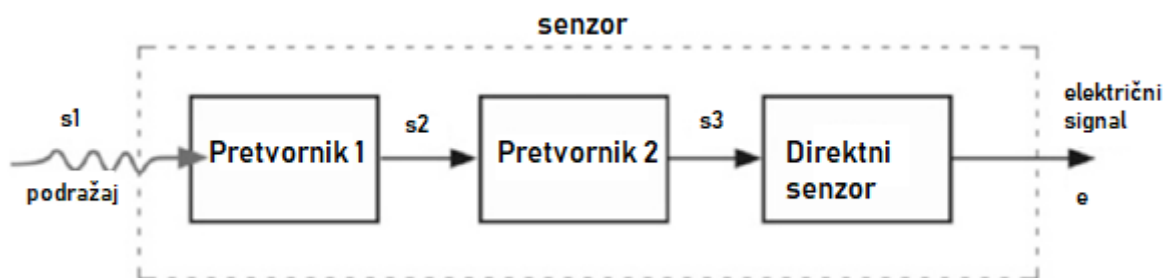 senzor
s1
podražaj
Pretvornik 1
s2
Pretvornik 2
s3
Direktni
senzor
električni
signal
e